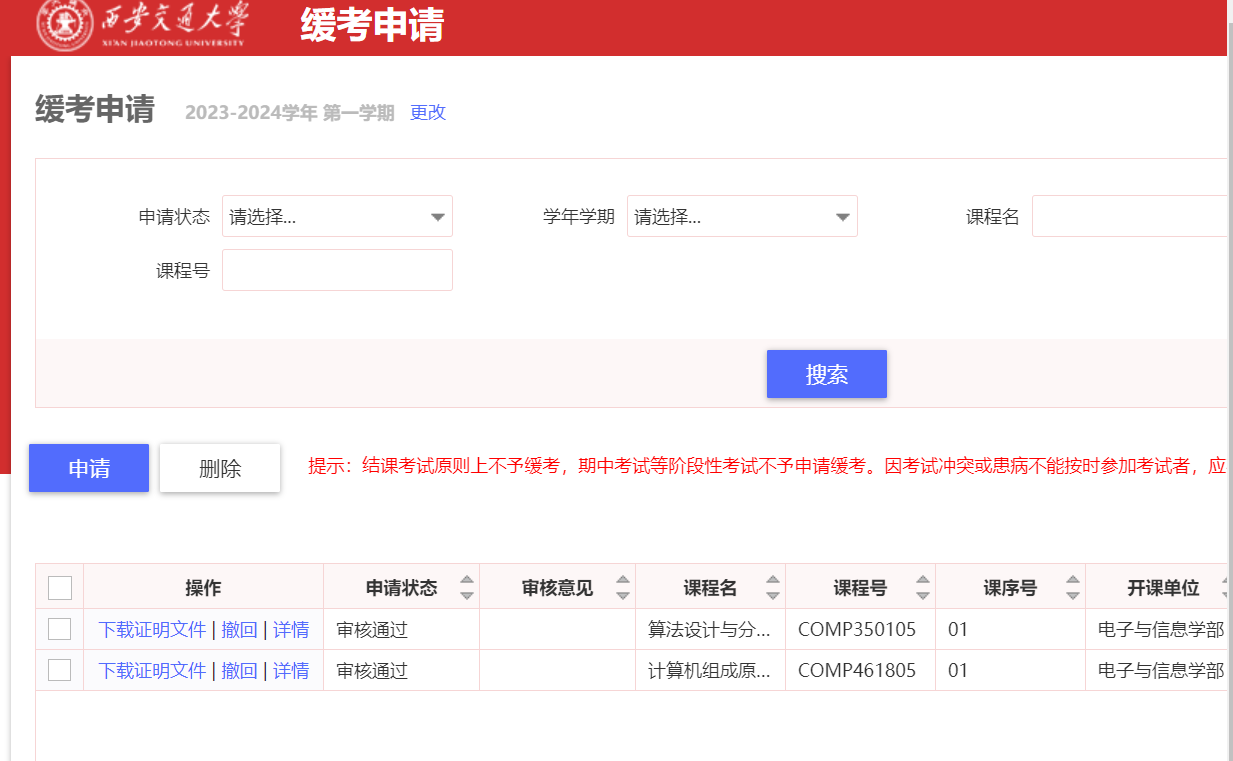 西安交通大学
XI'AN JIAOTONG UNIVERSITY
缓考申请
缓考申请 2023-2024学年 第一学期 更改
申请状态 请选择... 学年学期 请选择... 课程名
课程号
搜索
申请 删除 提示：结课考试原则上不予缓考，期中考试等阶段性考试不予申请缓考。因考试冲突或患病不能按时参加考试者，应
操作 申请状态 审核意见 课程名 课程号 课序号 开课单位
下载证明文件 | 撤回 | 详情 审核通过 算法设计与分... COMP350105 01 电子与信息学部
下载证明文件 | 撤回 | 详情 审核通过 计算机组成原... COMP461805 01 电子与信息学部